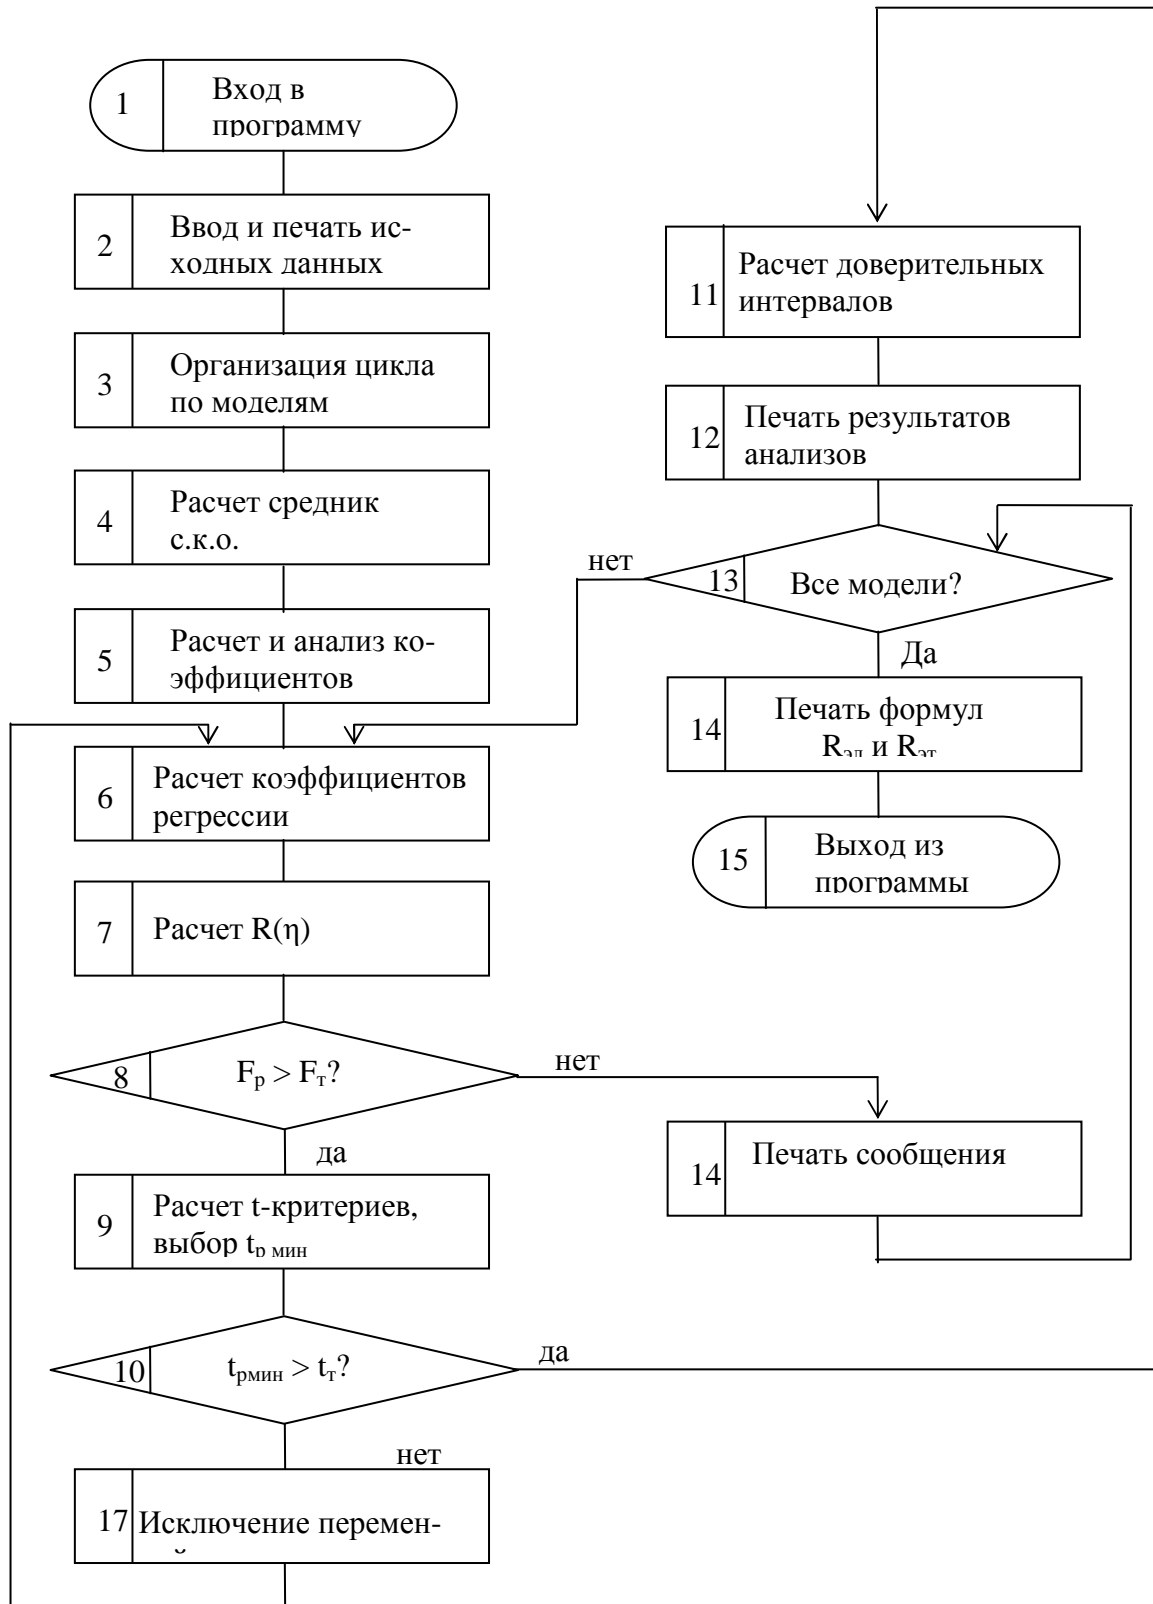 1
Вход в
программу
2
Ввод и печать ис-
ходных данных
3
Организация цикла
по моделям
4
Расчет средник
с.к.о.
5
Расчет и анализ ко-
эффициентов
6
Расчет коэффициентов
регрессии
7
Расчет R(η)
8
Fр > Fт?
нет
да
9
Расчет t-критериев,
выбор tр мин
10
tрмин > tт?
да
нет
17
Исключение перемен-
11
Расчет доверительных
интервалов
12
Печать результатов
анализов
13
Все модели?
нет
Да
14
Печать формул
Rэл и Rэт
15
Выход из
программы
14
Печать сообщения